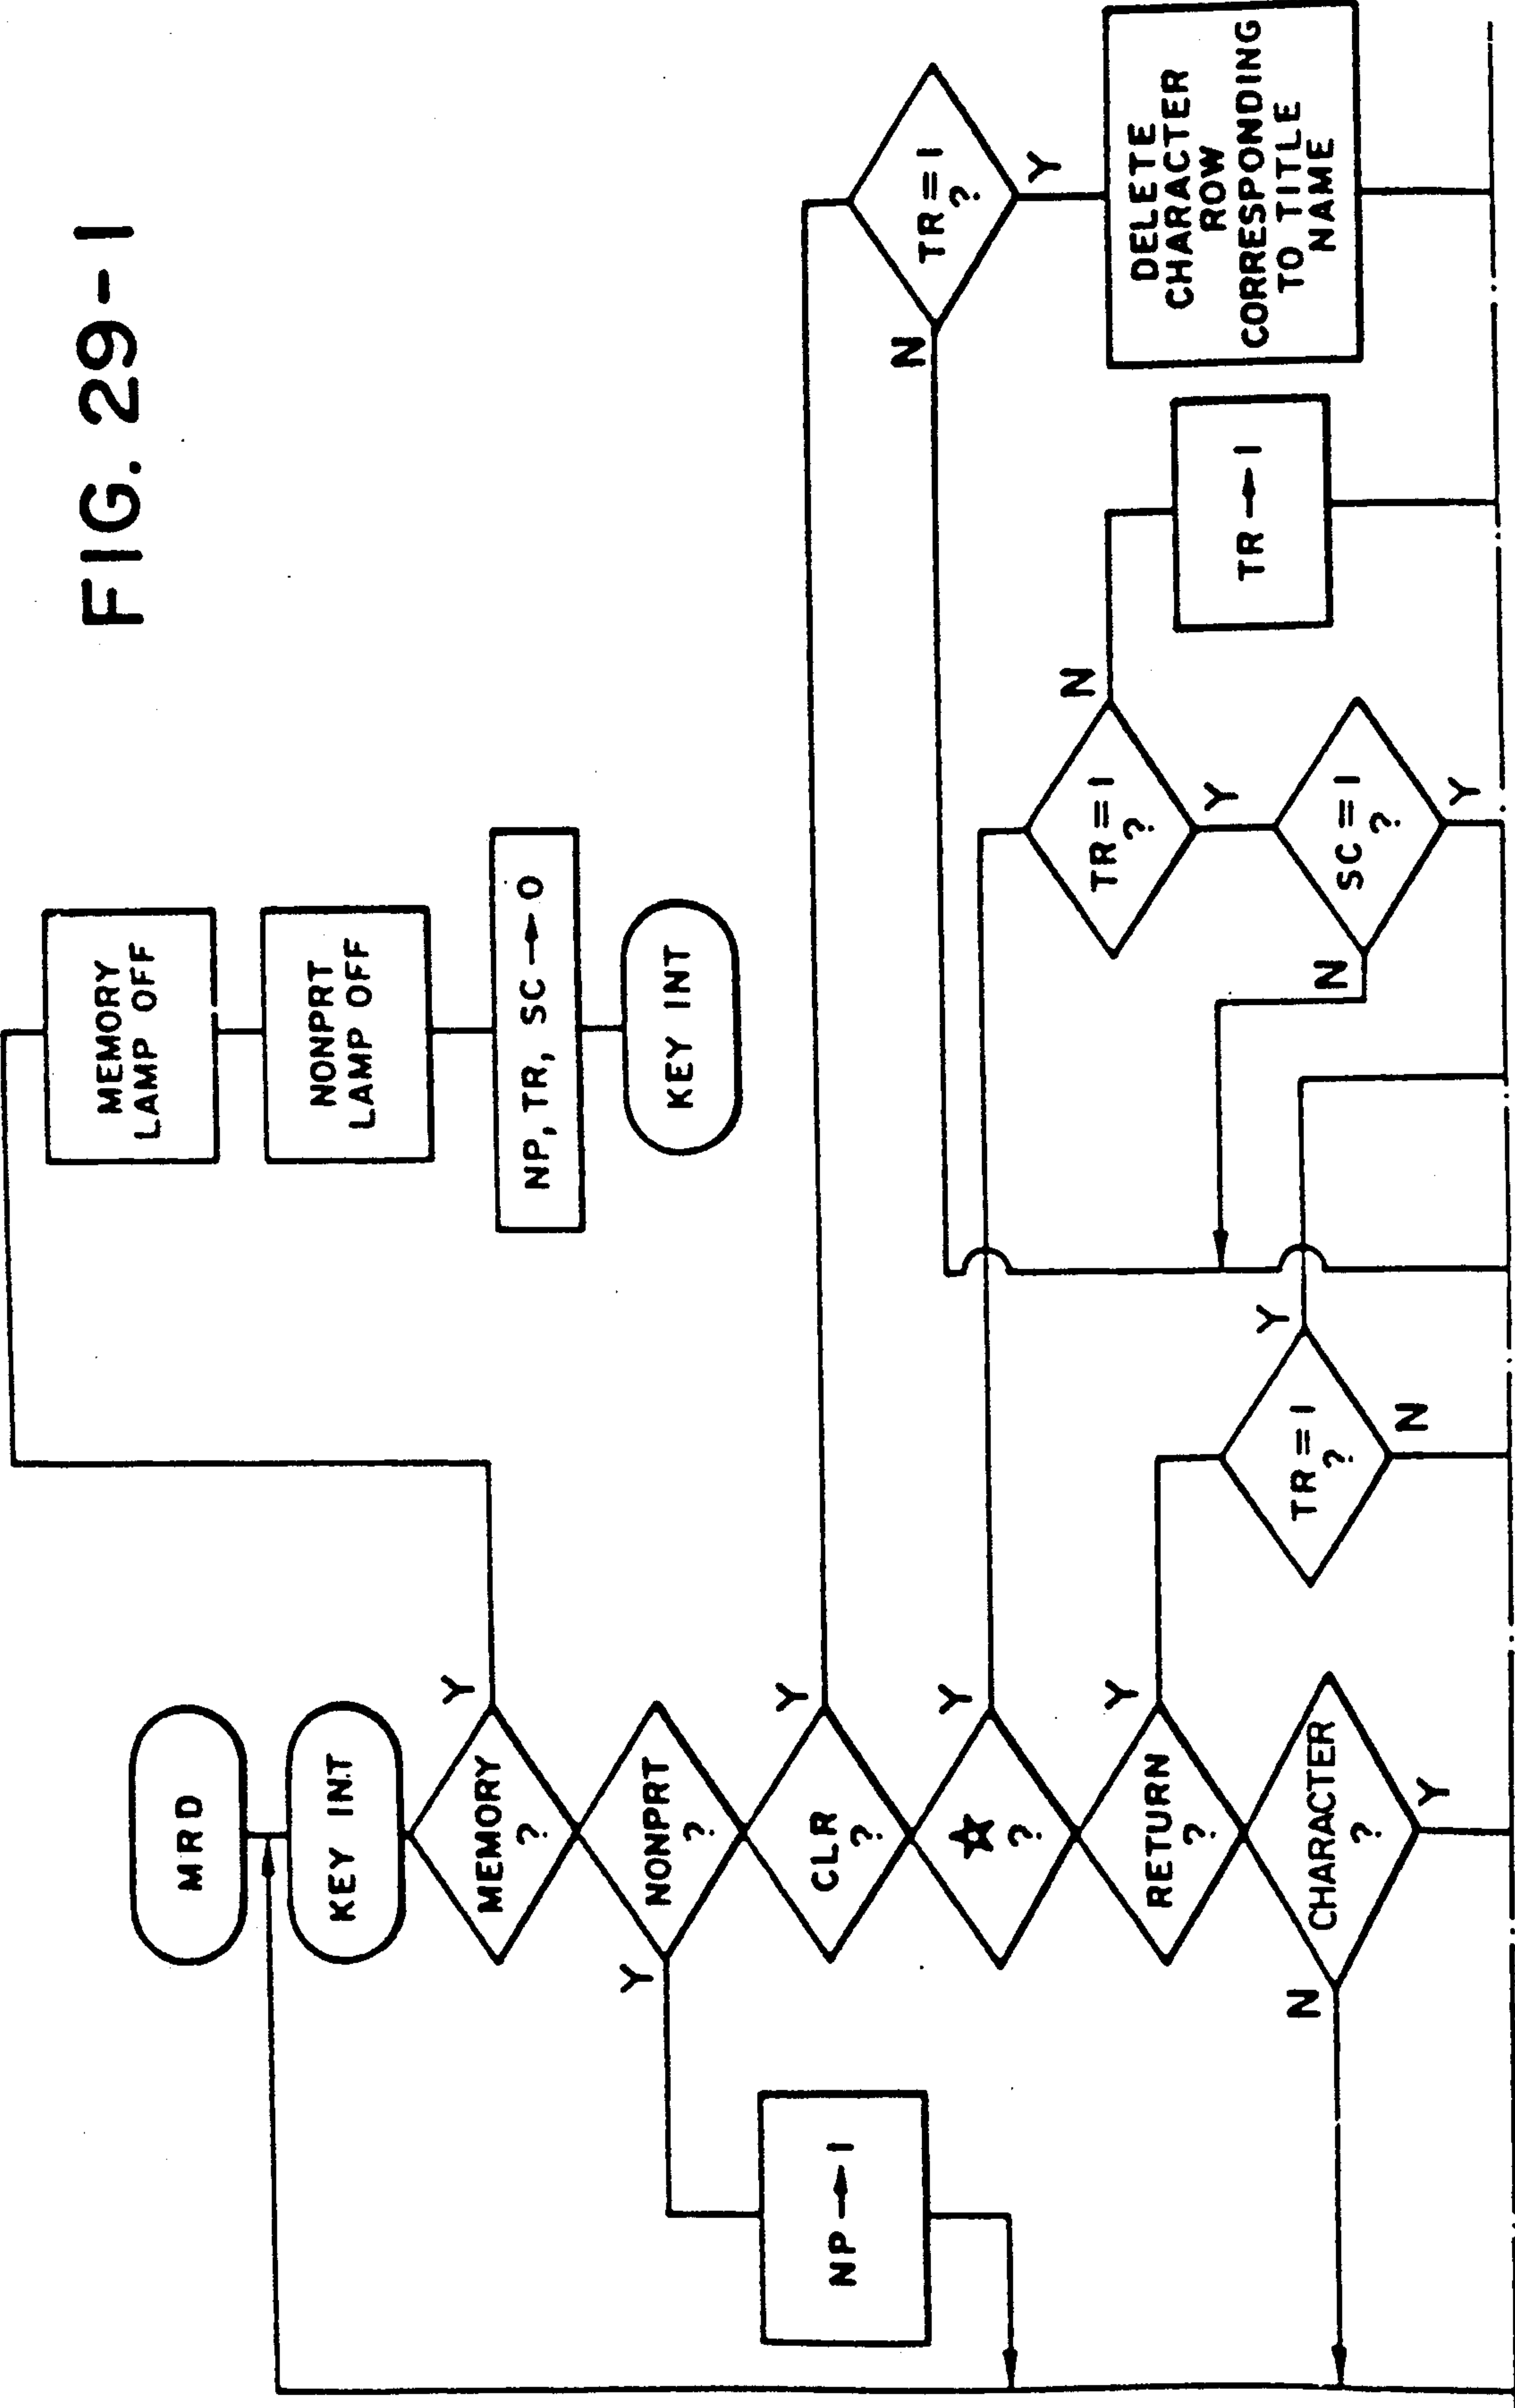 FIG. 29-1
MRD
KEY INT
MEMORY
?
Y
MEMORY
LAMP OFF
NONPRT
LAMP OFF
NP, TR, SC → 0
KEY INT
NONPRT
?
Y
NP → 1
CLR
?
Y
TR = 1
?
N
Y
DELETE
CHARACTER
ROW
CORRESPONDING
TO TITLE
NAME
☆
?
Y
TR = 1
?
N
TR → 1
Y
SC = 1
?
N
Y
RETURN
?
Y
TR = 1
?
Y
N
CHARACTER
?
N
Y